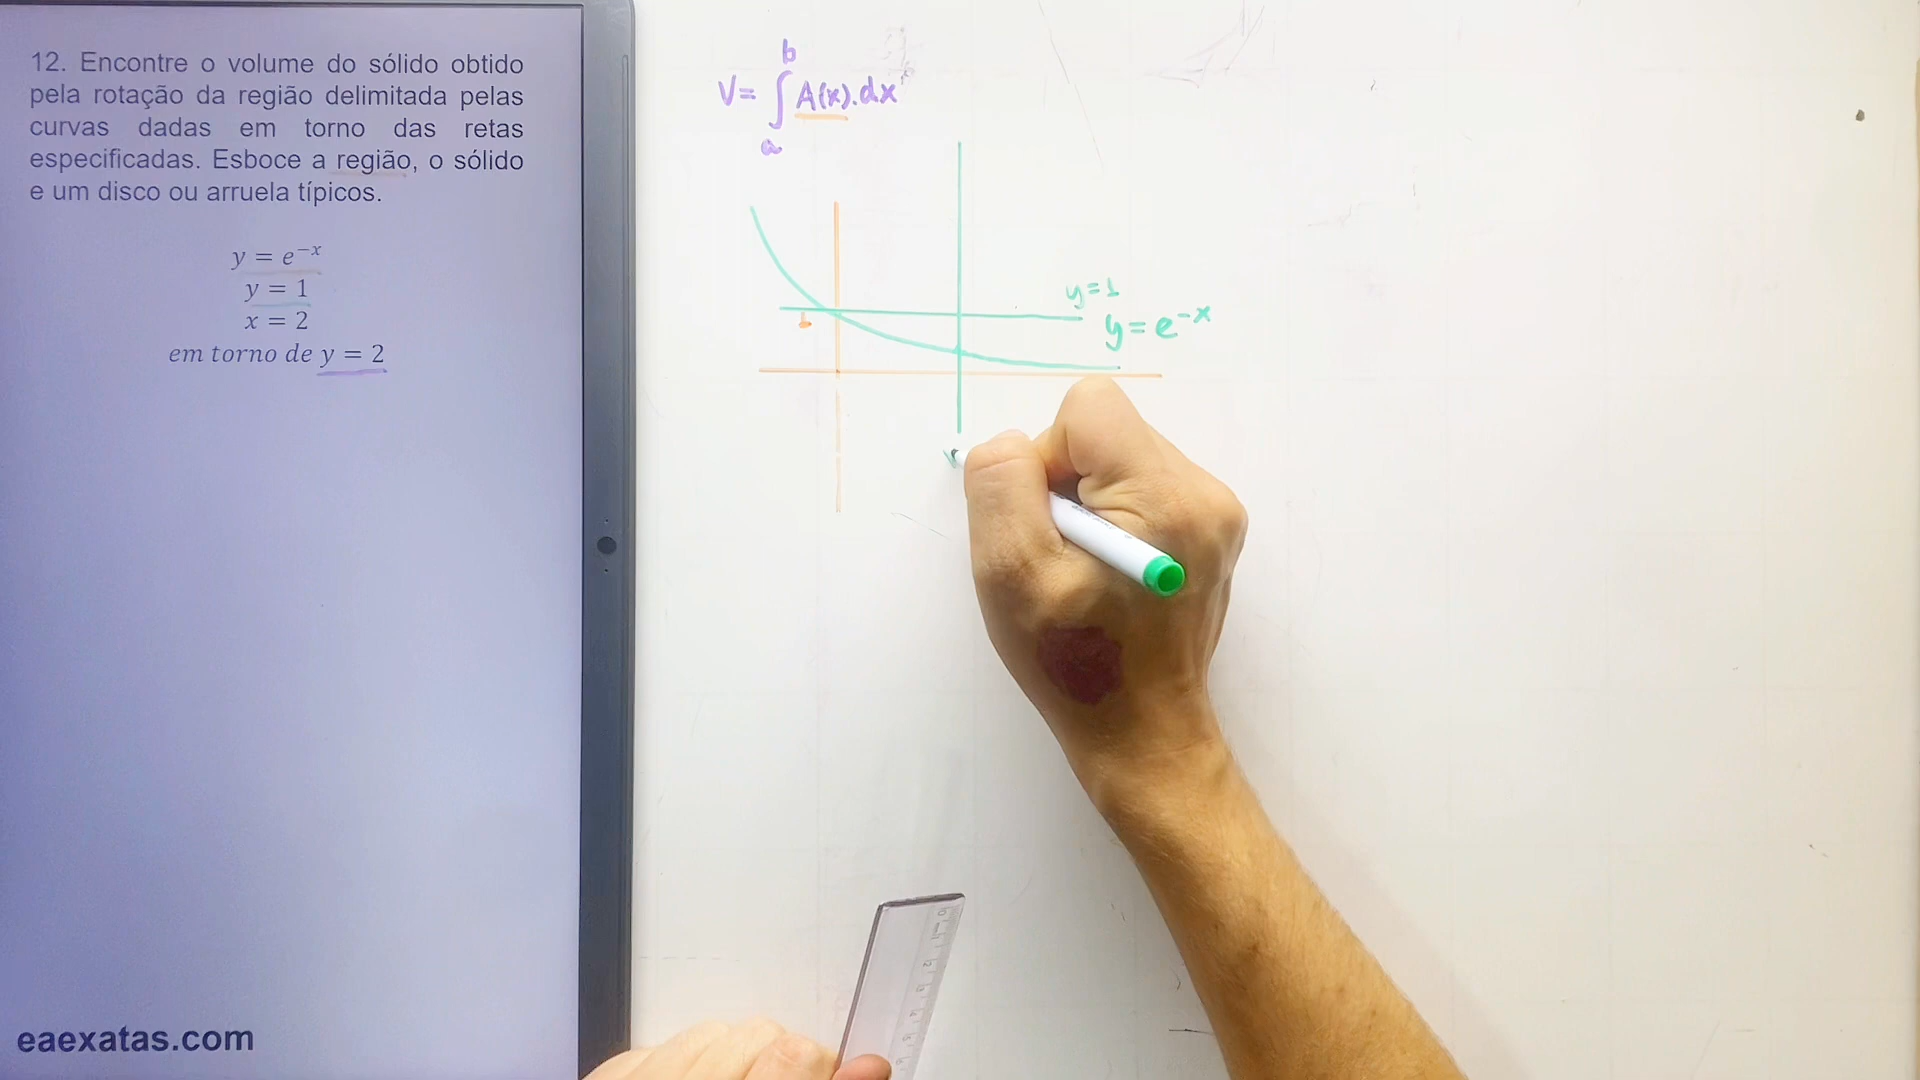 12. Encontre o volume do sólido obtido
pela rotação da região delimitada pelas
curvas dadas em torno das retas
especificadas. Esboce a região, o sólido
e um disco ou arruela típicos.
y = e^{-x}
y = 1
x = 2
em torno de y = 2
eaexatas.com
b
V = ∫ A(x).dx
a
y=1
y = e^{-x}
1